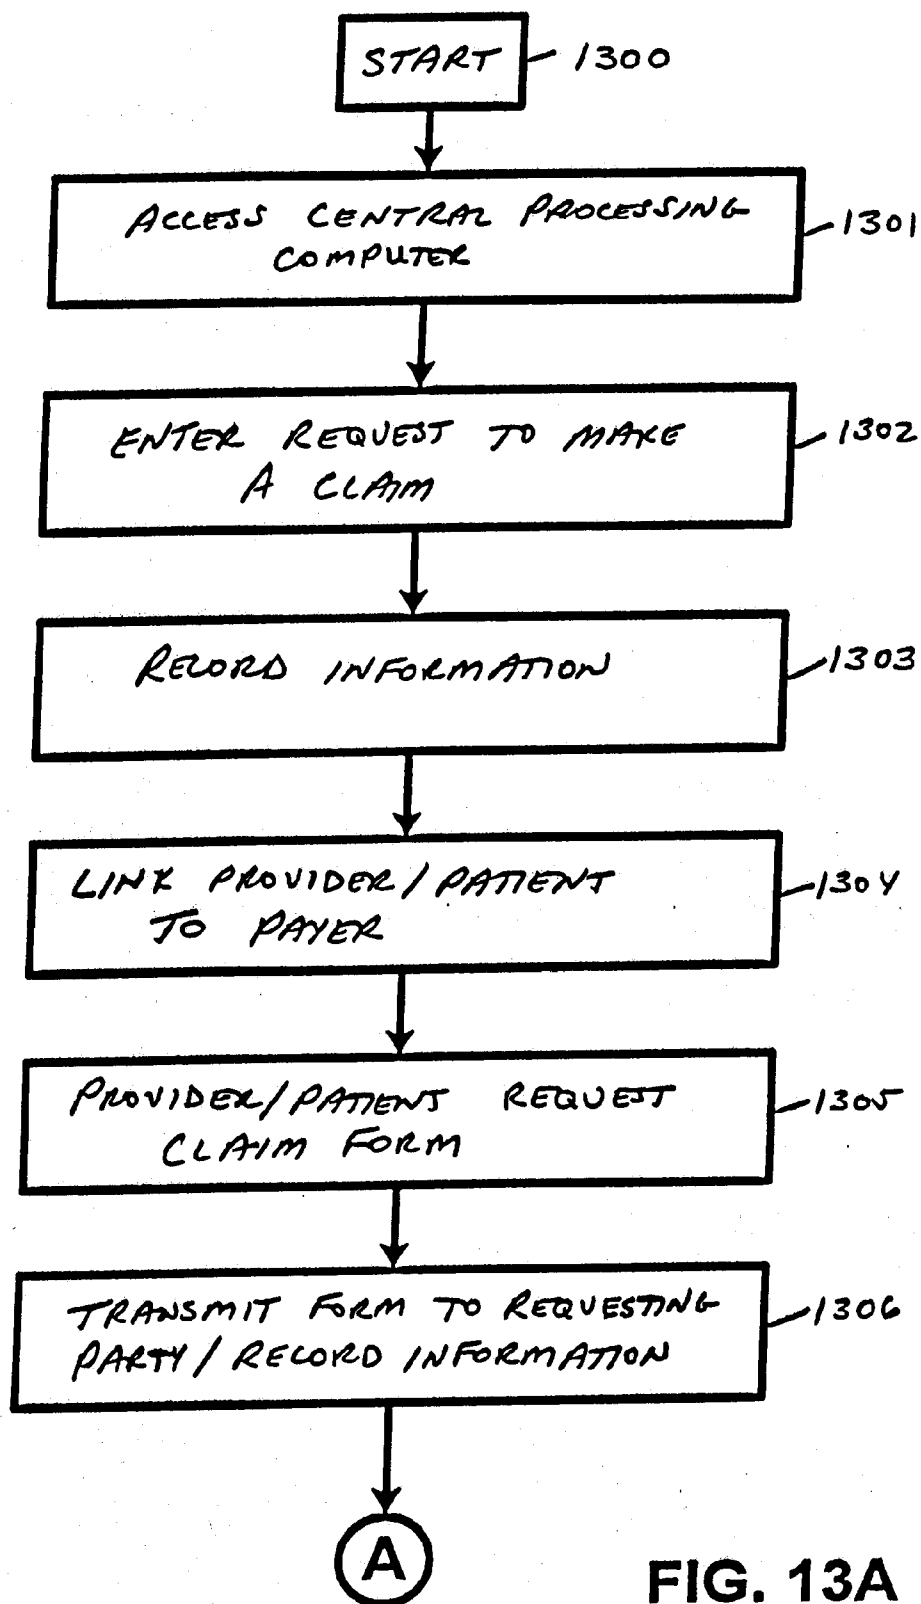 START 1300
ACCESS CENTRAL PROCESSING
COMPUTER
1301
ENTER REQUEST TO MAKE
A CLAIM
1302
RECORD INFORMATION
1303
LINK PROVIDER/PATIENT
TO PAYER
1304
PROVIDER/PATIENT REQUEST
CLAIM FORM
1305
TRANSMIT FORM TO REQUESTING
PARTY/RECORD INFORMATION
1306
A
FIG. 13A